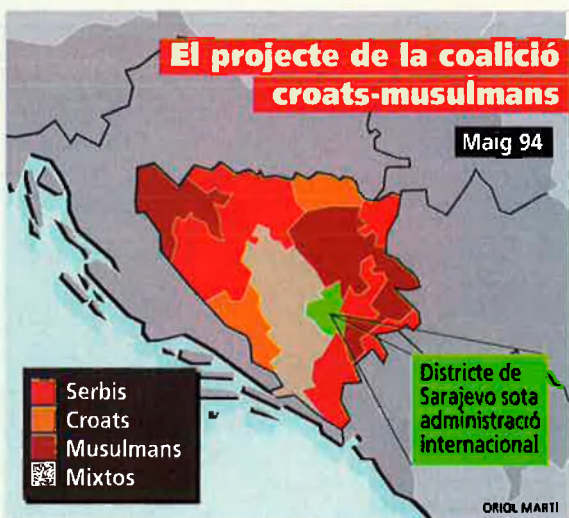 El projecte de la coalició
croats-musulmans
Maig 94
Serbis
Croats
Musulmans
Mixtos
Districte de
Sarajevo sota
administració
internacional
ORIOL MARTÍ